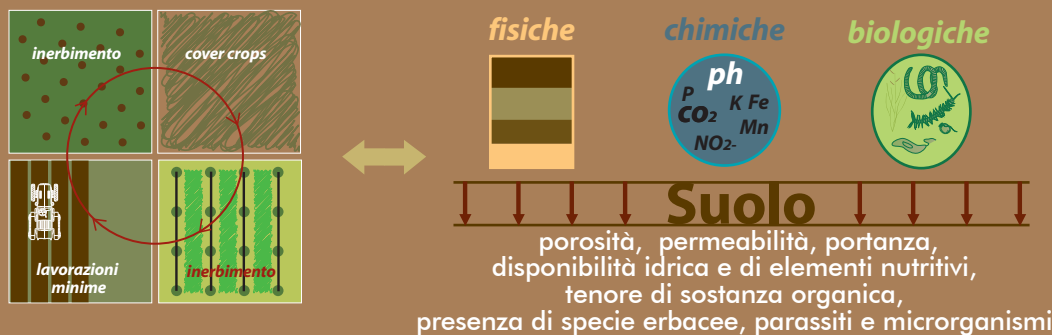 inerbimento
cover crops
lavorazioni
minime
inerbimento
fisiche
chimiche
biologiche
ph
P
K Fe
CO2
Mn
NO2-
Suolo
porosità, permeabilità, portanza,
disponibilità idrica e di elementi nutritivi,
tenore di sostanza organica,
presenza di specie erbacee, parassiti e microrganismi